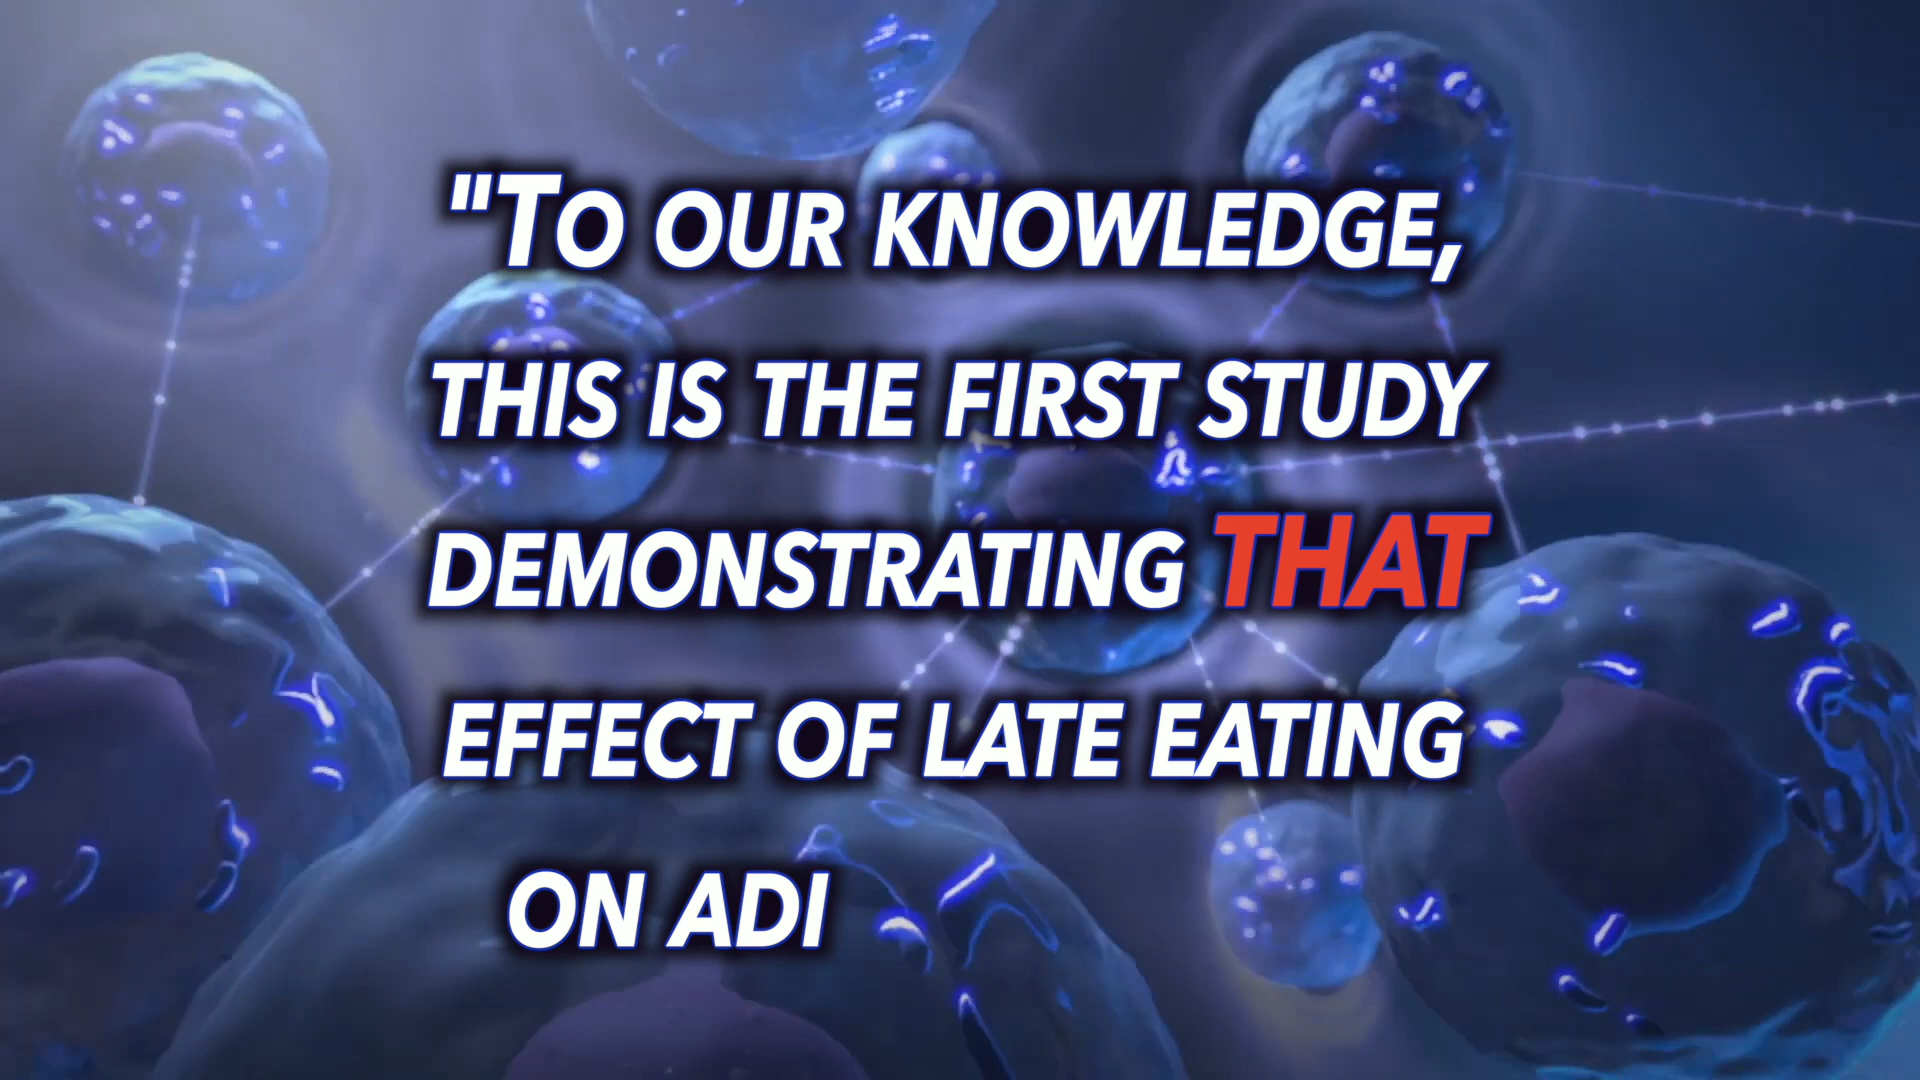 "TO OUR KNOWLEDGE,
THIS IS THE FIRST STUDY
DEMONSTRATING THAT
EFFECT OF LATE EATING
ON ADI